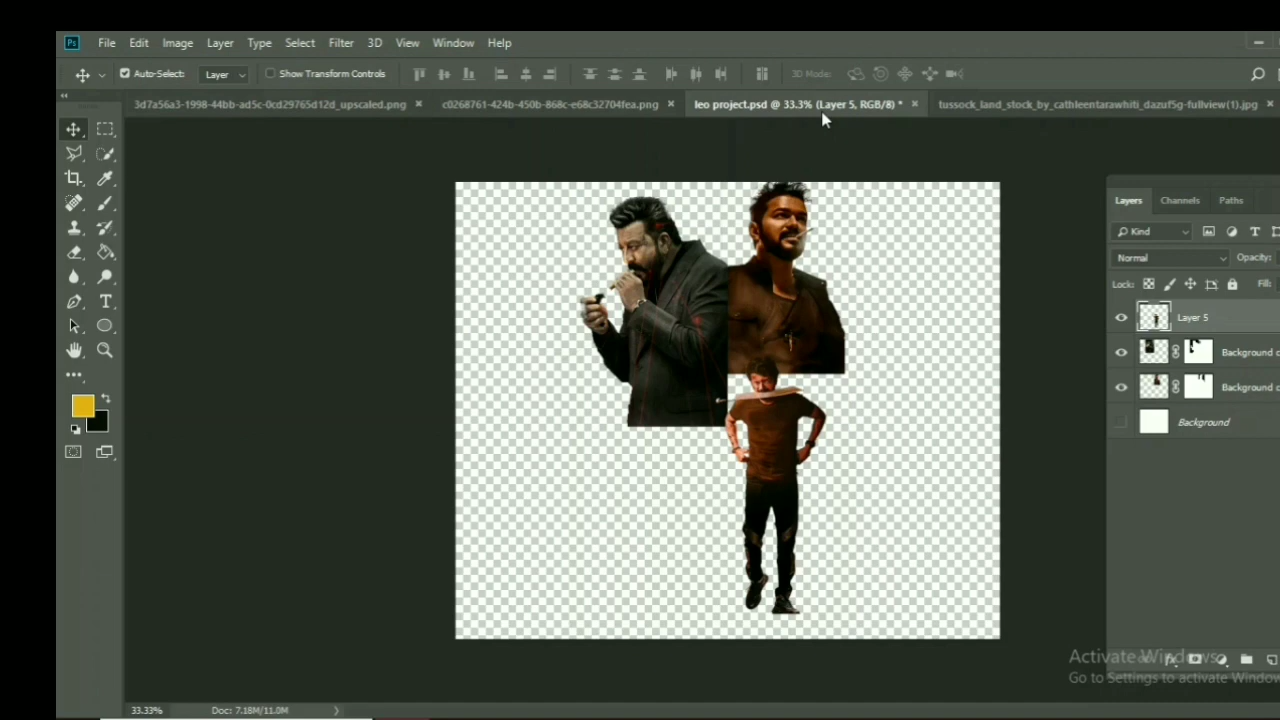 Ps File Edit Image Layer Type Select Filter 3D View Window Help
Auto-Select: Layer Show Transform Controls 3D Mode:
3d7a56a3-1998-44bb-ad5c-0cd29765d12d_upscaled.png × c0268761-424b-450b-868c-e68c32704fea.png × leo project.psd @ 33.3% (Layer 5, RGB/8) * × tussock_land_stock_by_cathleentarawhiti_dazuf5g-fullview(1).jpg ×
Layers Channels Paths
Kind
Normal Opacity:
Lock: Fill:
Layer 5
Background c
Background c
Background
Activate Windows
Go to Settings to activate Window
33.33% Doc: 7.18M/11.0M